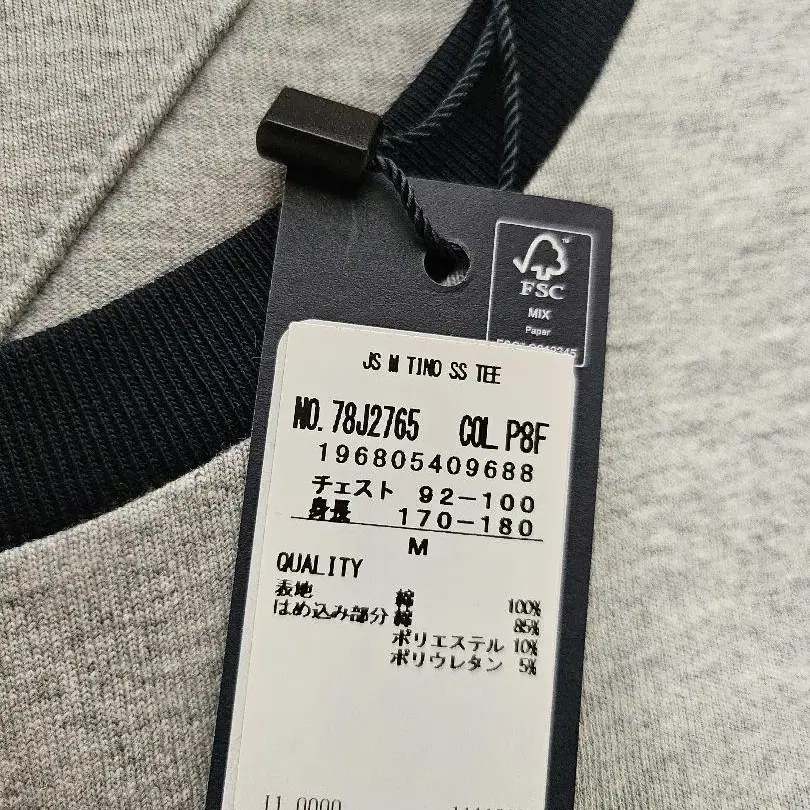 FSC
MIX
Paper
JS M TINO SS TEE
NO. 78J2765 COL P8F
196805409688
チェスト 92-100
身長 170-180
M
QUALITY
表地 綿 100%
はめ込み部分 綿 85%
ポリエステル 10%
ポリウレタン 5%